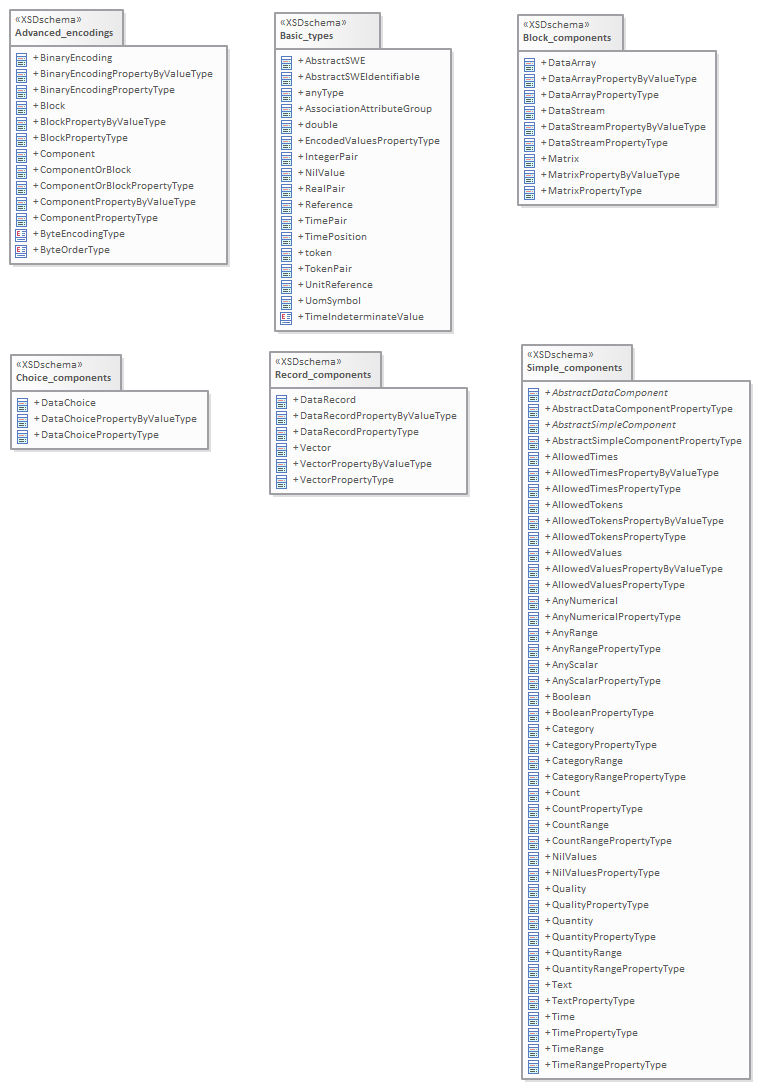 «XSDschema»
Advanced_encodings
+BinaryEncoding
+BinaryEncodingPropertyByValueType
+BinaryEncodingPropertyType
+Block
+BlockPropertyByValueType
+BlockPropertyType
+Component
+ComponentOrBlock
+ComponentOrBlockPropertyType
+ComponentPropertyByValueType
+ComponentPropertyType
+ByteEncodingType
+ByteOrderType
«XSDschema»
Basic_types
+AbstractSWE
+AbstractSWEIdentifiable
+anyType
+AssociationAttributeGroup
+double
+EncodedValuesPropertyType
+IntegerPair
+NilValue
+RealPair
+Reference
+TimePair
+TimePosition
+token
+TokenPair
+UnitReference
+UomSymbol
+TimeIndeterminateValue
«XSDschema»
Block_components
+DataArray
+DataArrayPropertyByValueType
+DataArrayPropertyType
+DataStream
+DataStreamPropertyByValueType
+DataStreamPropertyType
+Matrix
+MatrixPropertyByValueType
+MatrixPropertyType
«XSDschema»
Choice_components
+DataChoice
+DataChoicePropertyByValueType
+DataChoicePropertyType
«XSDschema»
Record_components
+DataRecord
+DataRecordPropertyByValueType
+DataRecordPropertyType
+Vector
+VectorPropertyByValueType
+VectorPropertyType
«XSDschema»
Simple_components
+AbstractDataComponent
+AbstractDataComponentPropertyType
+AbstractSimpleComponent
+AbstractSimpleComponentPropertyType
+AllowedTimes
+AllowedTimesPropertyByValueType
+AllowedTimesPropertyType
+AllowedTokens
+AllowedTokensPropertyByValueType
+AllowedTokensPropertyType
+AllowedValues
+AllowedValuesPropertyByValueType
+AllowedValuesPropertyType
+AnyNumerical
+AnyNumericalPropertyType
+AnyRange
+AnyRangePropertyType
+AnyScalar
+AnyScalarPropertyType
+Boolean
+BooleanPropertyType
+Category
+CategoryPropertyType
+CategoryRange
+CategoryRangePropertyType
+Count
+CountPropertyType
+CountRange
+CountRangePropertyType
+NilValues
+NilValuesPropertyType
+Quality
+QualityPropertyType
+Quantity
+QuantityPropertyType
+QuantityRange
+QuantityRangePropertyType
+Text
+TextPropertyType
+Time
+TimePropertyType
+TimeRange
+TimeRangePropertyType